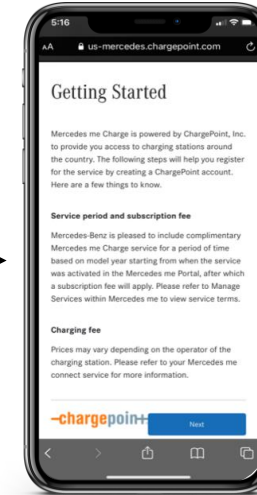 5:16
AA us-mercedes.chargepoint.com
Getting Started
Mercedes me Charge is powered by ChargePoint, Inc.
to provide you access to charging stations around
the country. The following steps will help you register
for the service by creating a ChargePoint account.
Here are a few things to know.
Service period and subscription fee
Mercedes-Benz is pleased to include complimentary
Mercedes me Charge service for a period of time
based on model year starting from when the service
was activated in the Mercedes me Portal, after which
a subscription fee will apply. Please refer to Manage
Services within Mercedes me to view service terms.
Charging fee
Prices may vary depending on the operator of the
charging station. Please refer to your Mercedes me
connect service for more information.
-chargepoin+
Next